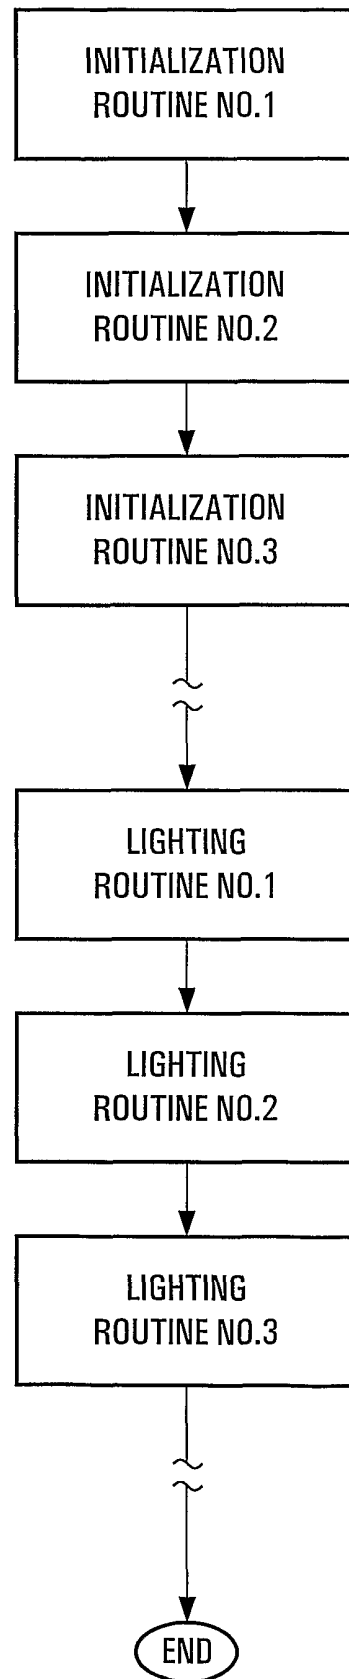 INITIALIZATION
ROUTINE NO.1
INITIALIZATION
ROUTINE NO.2
INITIALIZATION
ROUTINE NO.3
LIGHTING
ROUTINE NO.1
LIGHTING
ROUTINE NO.2
LIGHTING
ROUTINE NO.3
END